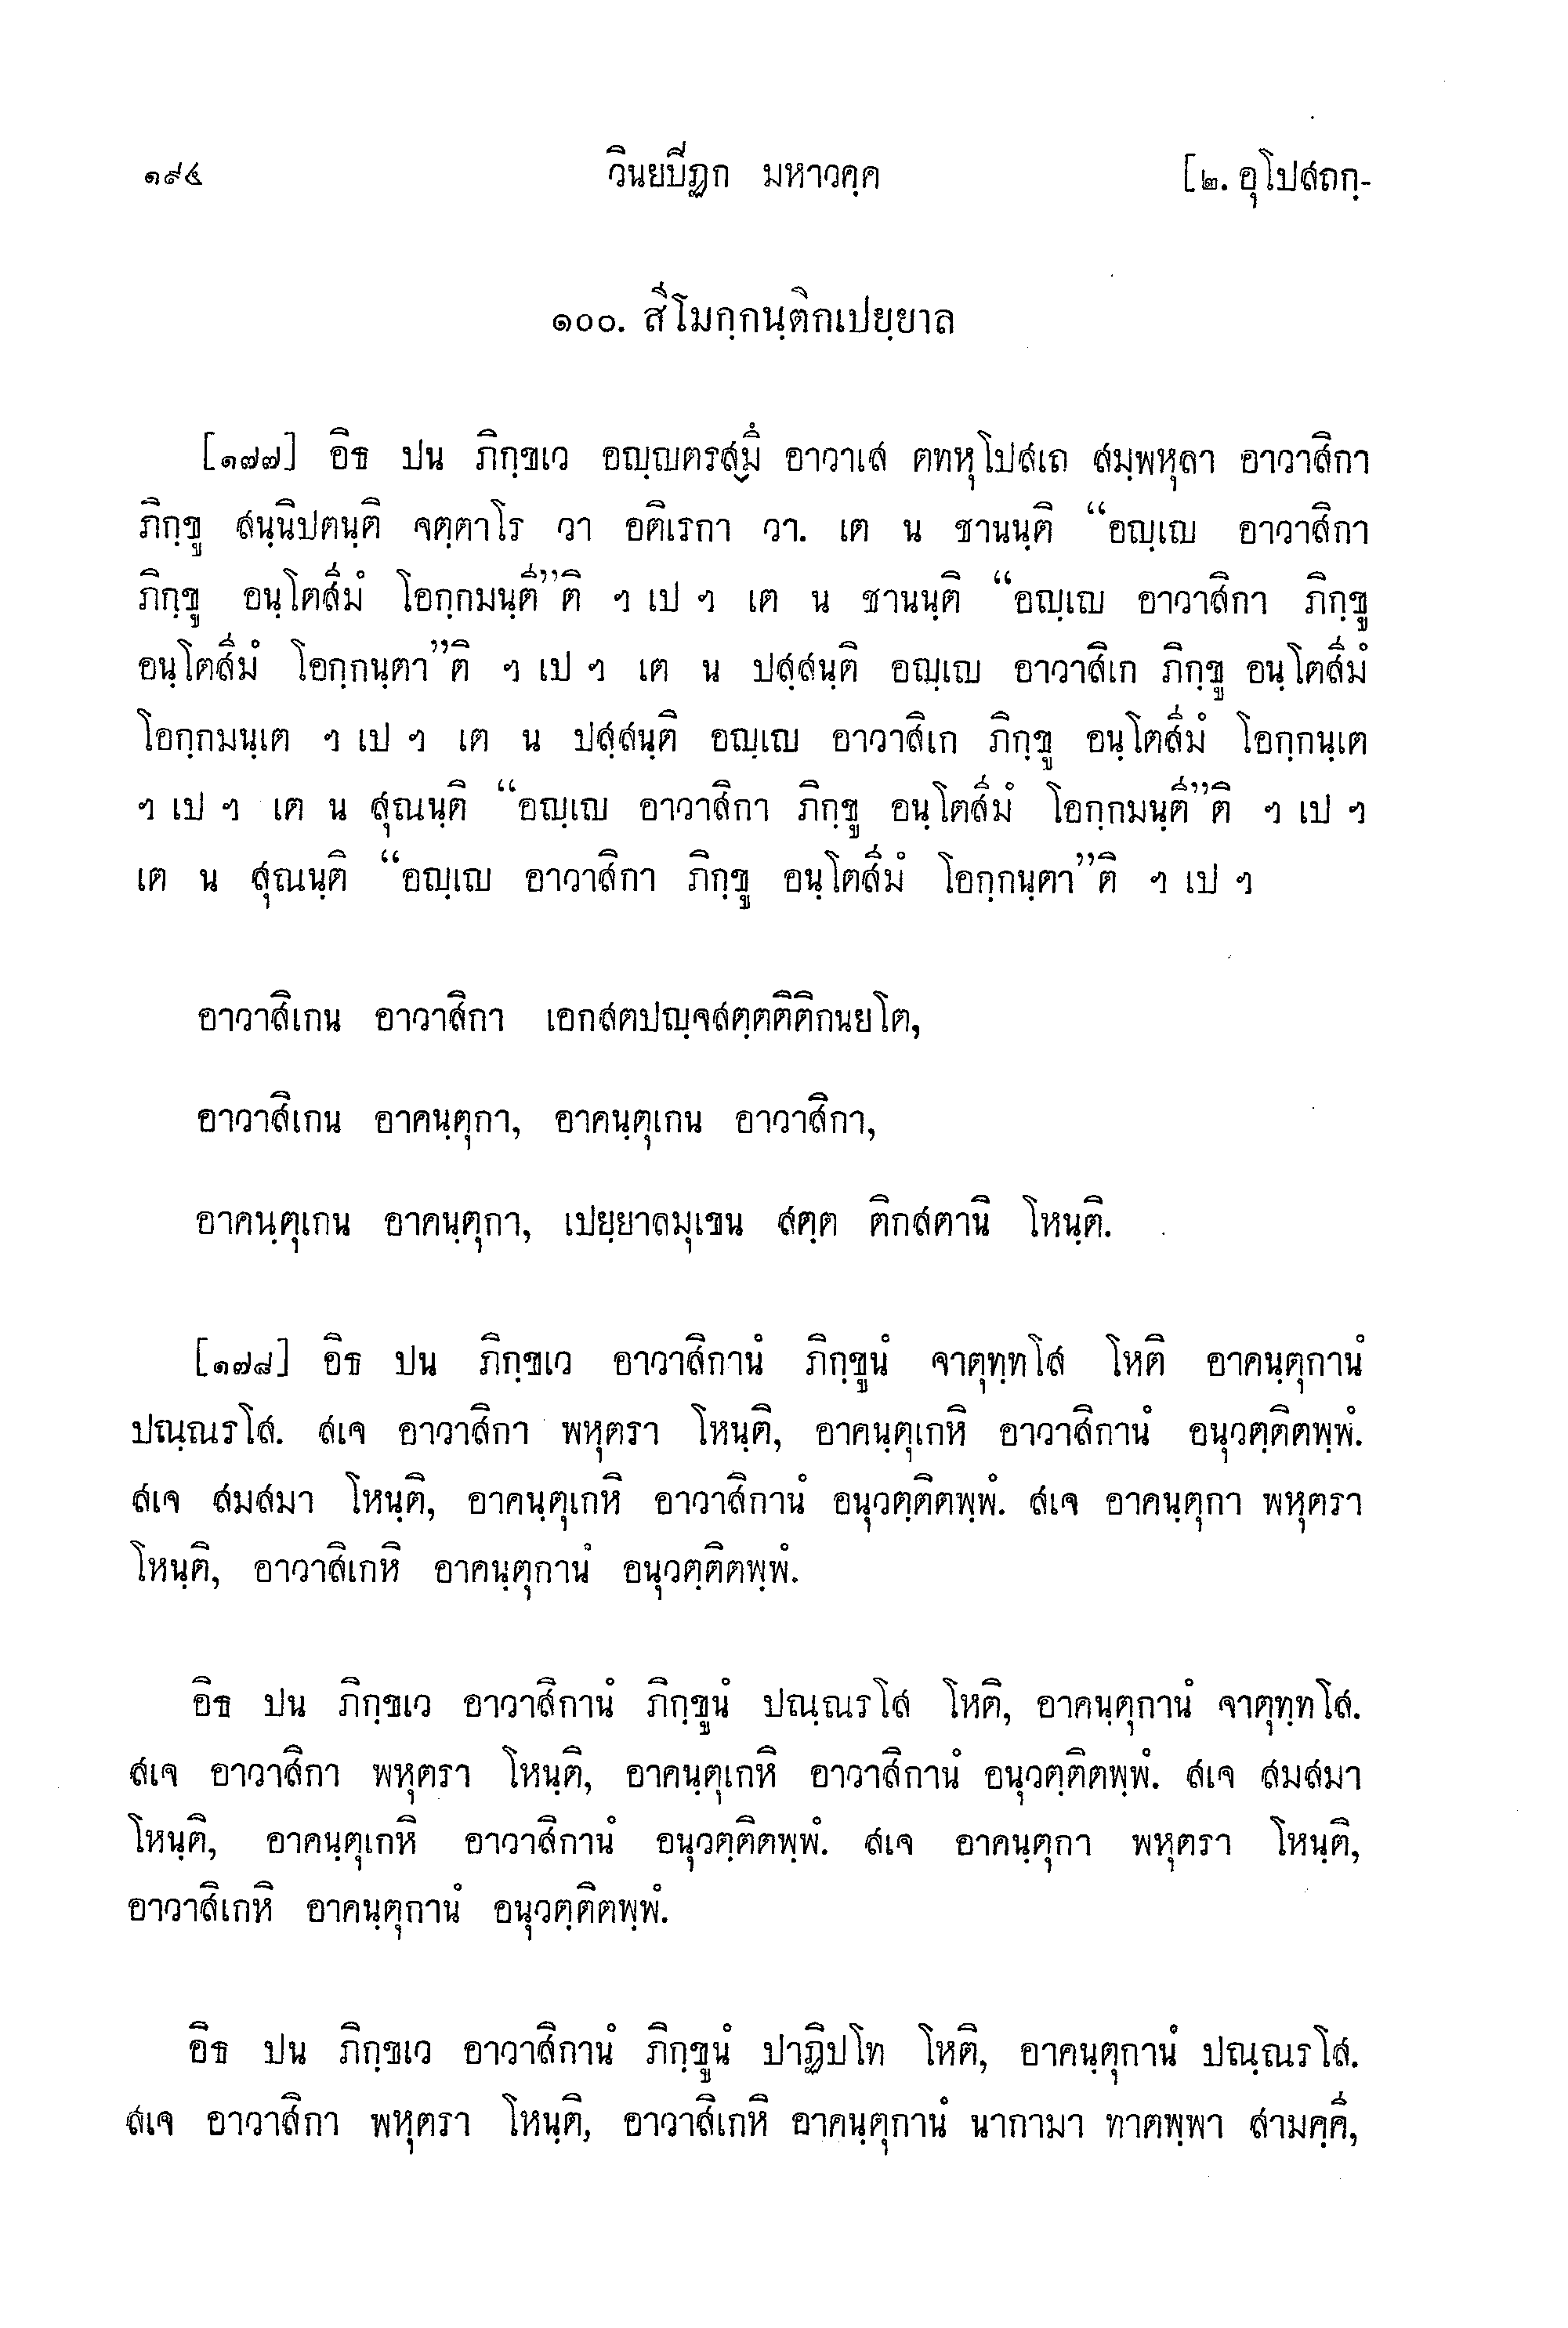 ๑๙๔ วินยปิฏก มหาวคฺค [๒. อุโปสถกฺ-
๑๐๐. สีโมกฺกนฺติกเปยฺยาล
[๑๗๗] อิธ ปน ภิกฺขเว อญฺญตรสฺมึ อาวาเส ตทหุโปสเถ สมฺพหุลา อาวาสิกา
ภิกฺขู สนฺนิปตนฺติ จตฺตาโร วา อติเรกา วา. เต น ชานนฺติ “อญฺเญ อาวาสิกา
ภิกฺขู อนฺโตสีมํ โอกฺกมนฺตี”ติ ฯ เป ฯ เต น ชานนฺติ “อญฺเญ อาวาสิกา ภิกฺขู
อนฺโตสีมํ โอกฺกนฺตา”ติ ฯ เป ฯ เต น ปสฺสนฺติ อญฺเญ อาวาสิเก ภิกฺขู อนฺโตสีมํ
โอกฺกมนฺเต ฯ เป ฯ เต น ปสฺสนฺติ อญฺเญ อาวาสิเก ภิกฺขู อนฺโตสีมํ โอกฺกนฺเต
ฯ เป ฯ เต น สุณนฺติ “อญฺเญ อาวาสิกา ภิกฺขู อนฺโตสีมํ โอกฺกมนฺตี”ติ ฯ เป ฯ
เต น สุณนฺติ “อญฺเญ อาวาสิกา ภิกฺขู อนฺโตสีมํ โอกฺกนฺตา”ติ ฯ เป ฯ
อาวาสิเกน อาวาสิกา เอกสตปญฺจสตฺตติติกนยโต,
อาวาสิเกน อาคนฺตุกา, อาคนฺตุเกน อาวาสิกา,
อาคนฺตุเกน อาคนฺตุกา, เปยฺยาลมุเขน สตฺต ติกสตานิ โหนฺติ.
[๑๗๘] อิธ ปน ภิกฺขเว อาวาสิกานํ ภิกฺขูนํ จาตุทฺทโส โหติ อาคนฺตุกานํ
ปณฺณรโส. สเจ อาวาสิกา พหุตรา โหนฺติ, อาคนฺตุเกหิ อาวาสิกานํ อนุวตฺติตพฺพํ.
สเจ สมสมา โหนฺติ, อาคนฺตุเกหิ อาวาสิกานํ อนุวตฺติตพฺพํ. สเจ อาคนฺตุกา พหุตรา
โหนฺติ, อาวาสิเกหิ อาคนฺตุกานํ อนุวตฺติตพฺพํ.
อิธ ปน ภิกฺขเว อาวาสิกานํ ภิกฺขูนํ ปณฺณรโส โหติ, อาคนฺตุกานํ จาตุทฺทโส.
สเจ อาวาสิกา พหุตรา โหนฺติ, อาคนฺตุเกหิ อาวาสิกานํ อนุวตฺติตพฺพํ. สเจ สมสมา
โหนฺติ, อาคนฺตุเกหิ อาวาสิกานํ อนุวตฺติตพฺพํ. สเจ อาคนฺตุกา พหุตรา โหนฺติ,
อาวาสิเกหิ อาคนฺตุกานํ อนุวตฺติตพฺพํ.
อิธ ปน ภิกฺขเว อาวาสิกานํ ภิกฺขูนํ ปาฏิปโท โหติ, อาคนฺตุกานํ ปณฺณรโส.
สเจ อาวาสิกา พหุตรา โหนฺติ, อาวาสิเกหิ อาคนฺตุกานํ นากามา ทาตพฺพา สามคฺคี,